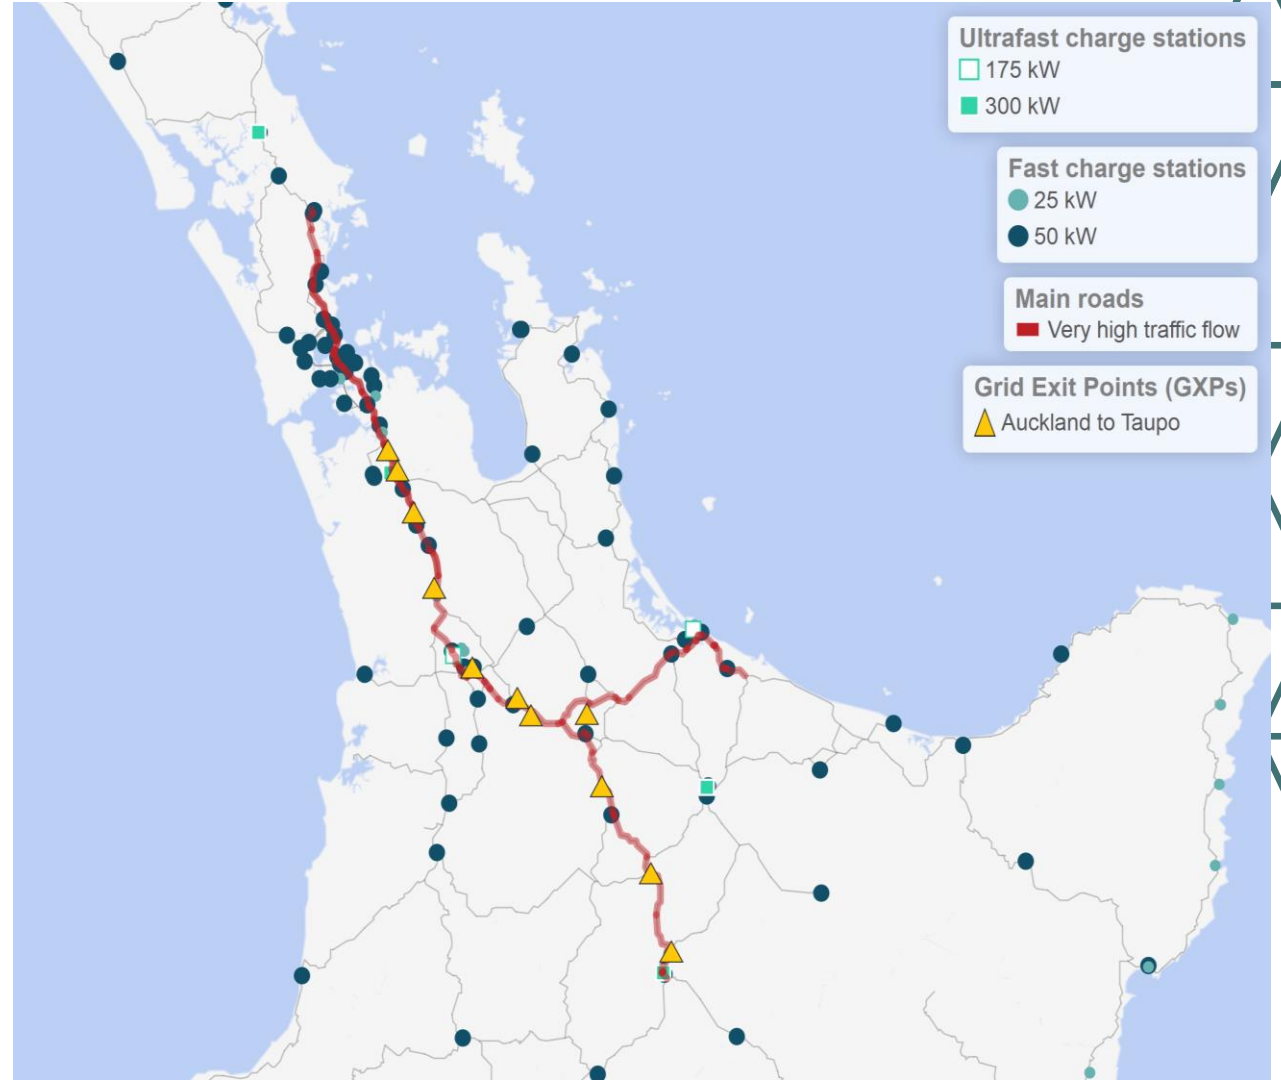 Ultrafast charge stations
175 kW
300 kW
Fast charge stations
25 kW
50 kW
Main roads
Very high traffic flow
Grid Exit Points (GXPs)
Auckland to Taupo